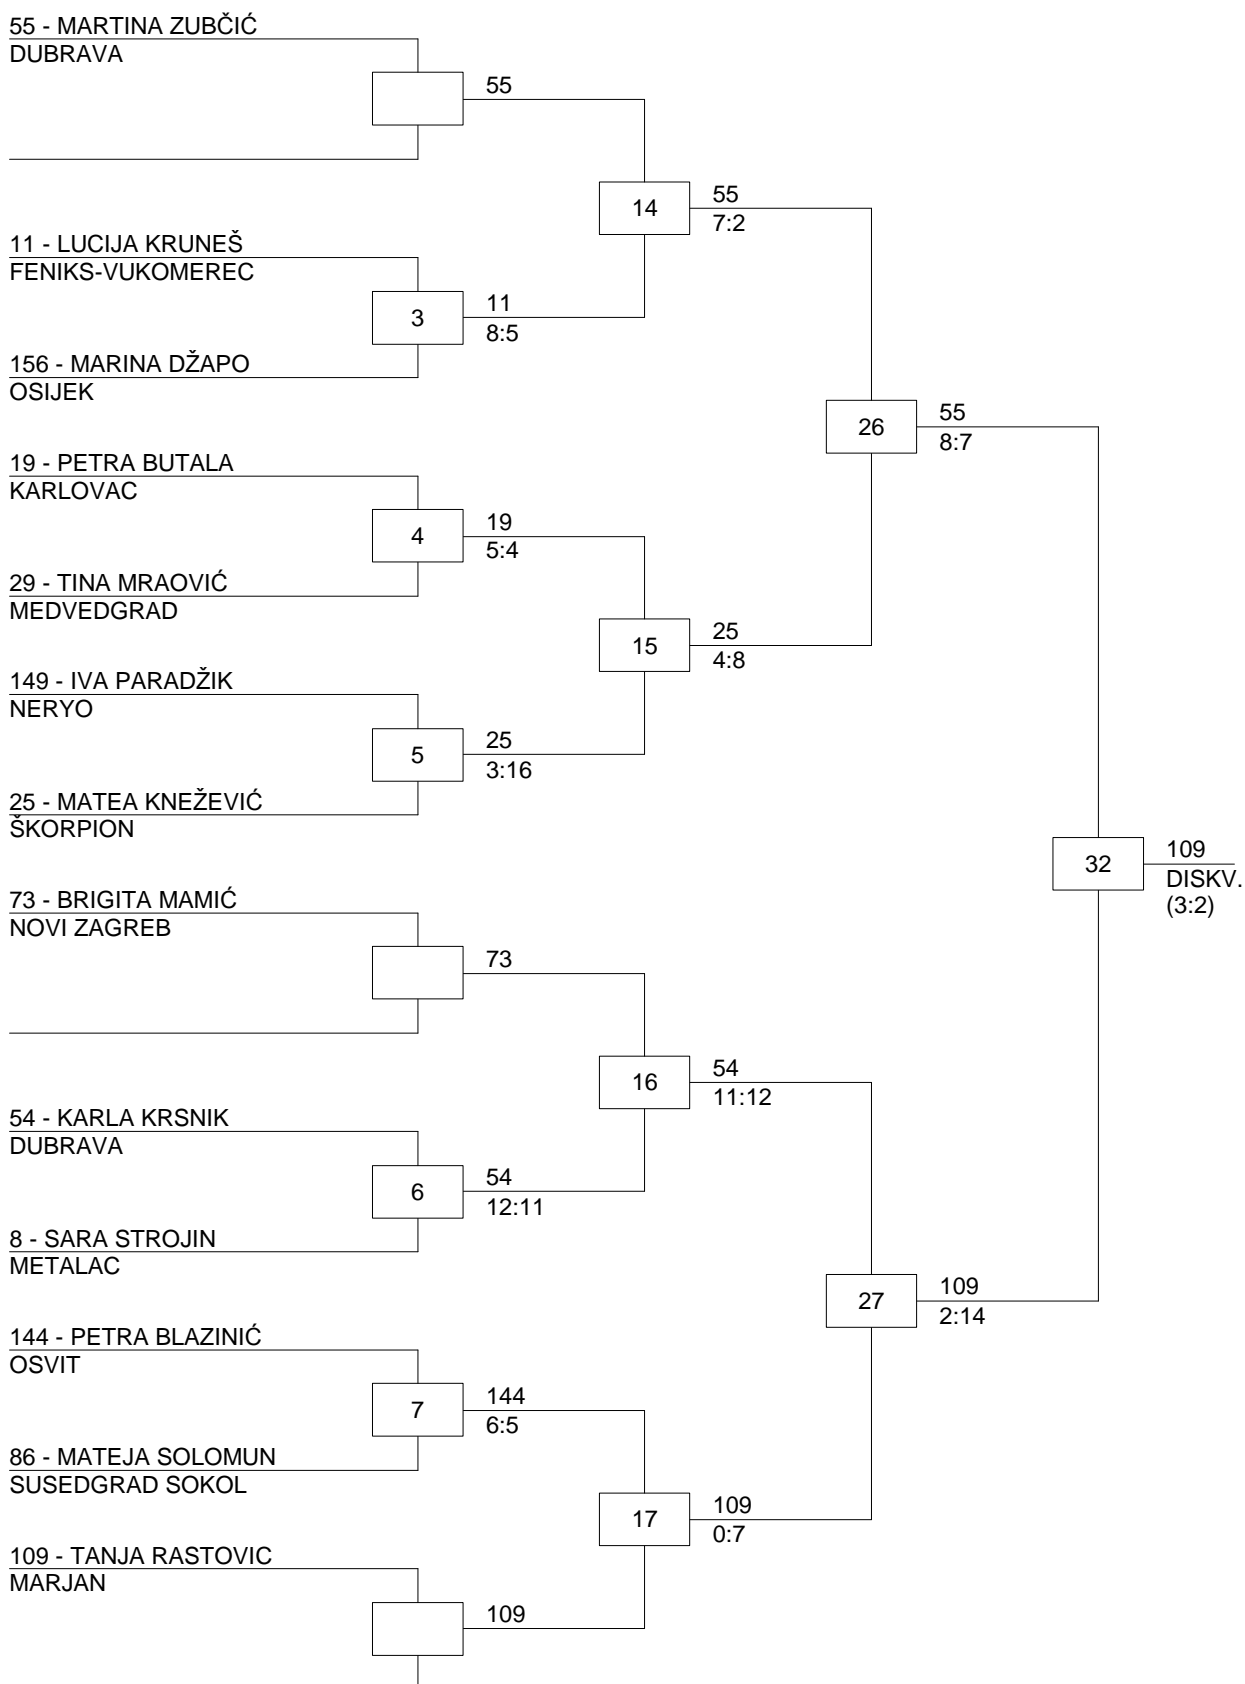 55 - MARTINA ZUBČIĆ
DUBRAVA
55
14
55
7:2
11 - LUCIJA KRUNEŠ
FENIKS-VUKOMEREC
3
11
8:5
156 - MARINA DŽAPO
OSIJEK
26
55
8:7
19 - PETRA BUTALA
KARLOVAC
4
19
5:4
29 - TINA MRAOVIĆ
MEDVEDGRAD
15
25
4:8
149 - IVA PARADŽIK
NERYO
5
25
3:16
25 - MATEA KNEŽEVIĆ
ŠKORPION
32
109
DISKV.
(3:2)
73 - BRIGITA MAMIĆ
NOVI ZAGREB
73
16
54
11:12
54 - KARLA KRSNIK
DUBRAVA
6
54
12:11
8 - SARA STROJIN
METALAC
27
109
2:14
144 - PETRA BLAZINIĆ
OSVIT
7
144
6:5
86 - MATEJA SOLOMUN
SUSEDGRAD SOKOL
17
109
0:7
109 - TANJA RASTOVIC
MARJAN
109